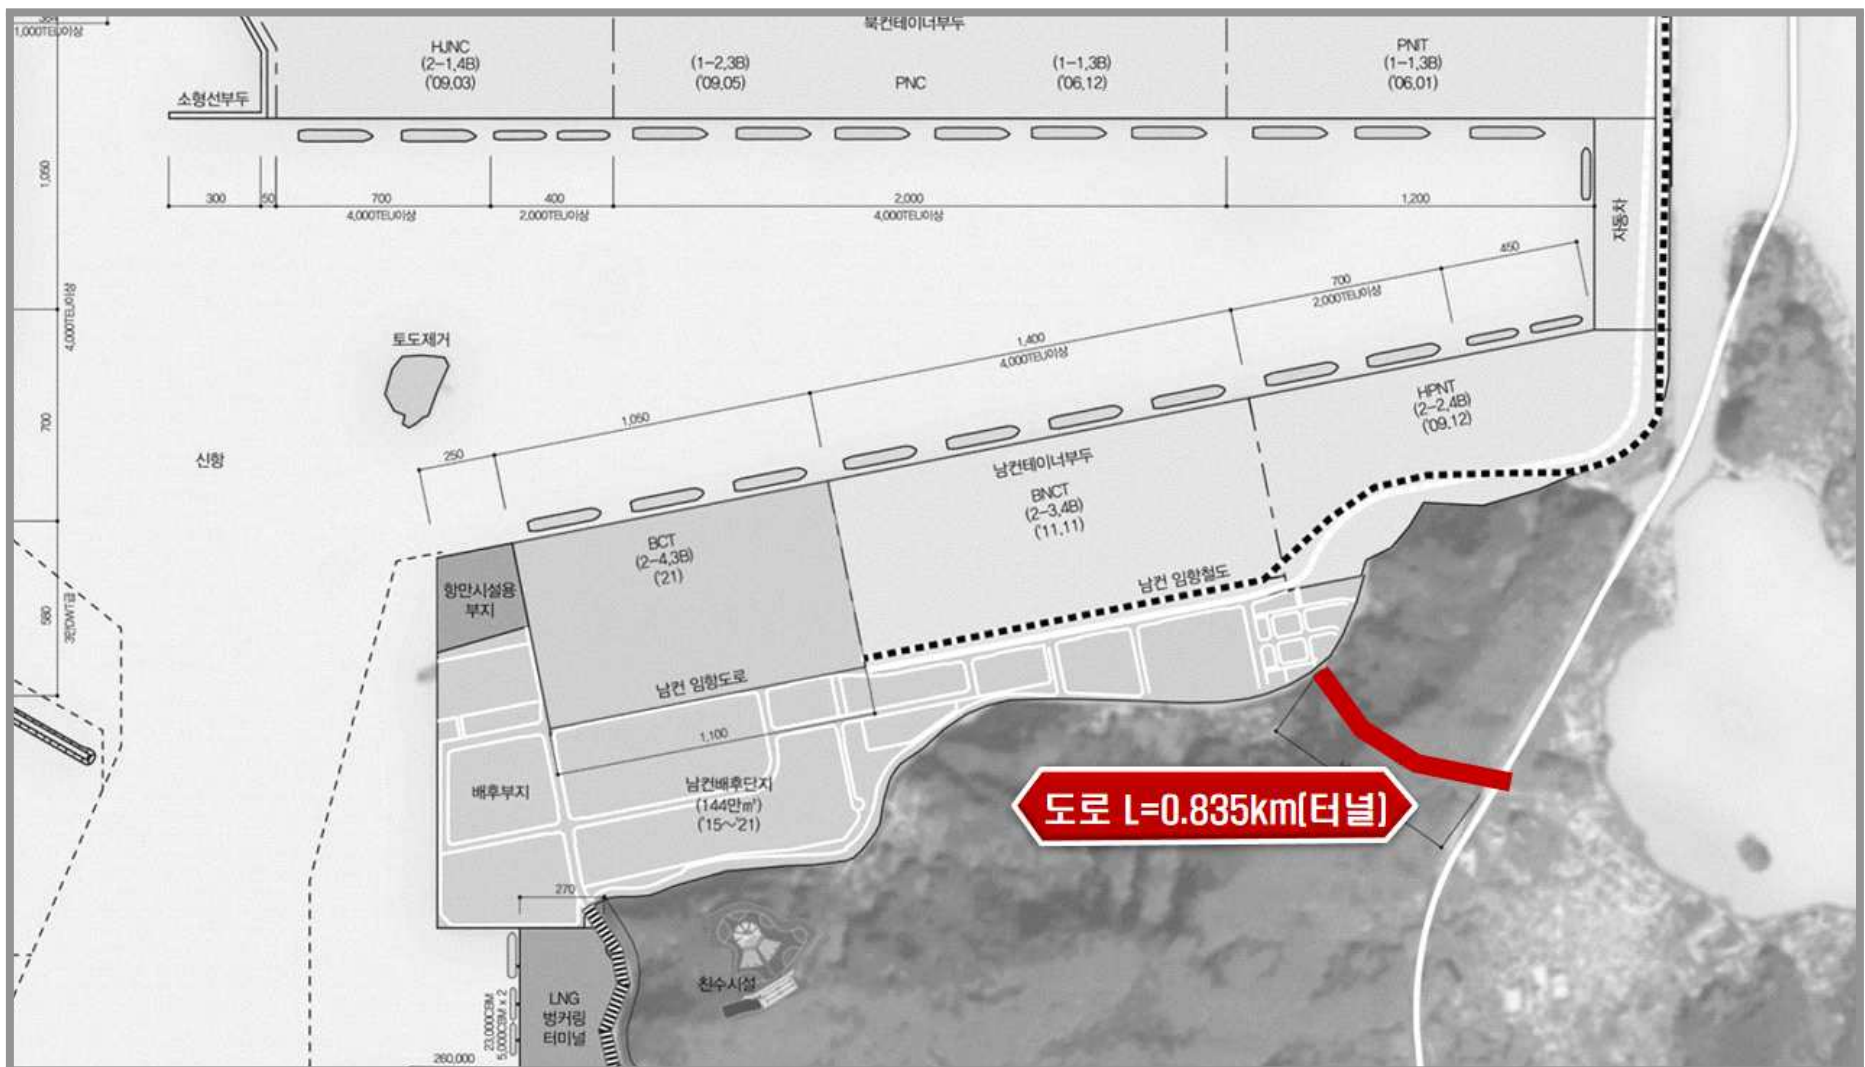 1,000TEU이상
북컨테이너부두
HJNC
(2-1,4B)
('09.03)
(1-2,3B)
('09.05)
PNC
(1-1,3B)
('06.12)
PNIT
(1-1,3B)
('06.01)
소형선부두
1,050
300
50
700
4,000TEU이상
400
2,000TEU이상
2,000
4,000TEU이상
1,200
자동차
4,000TEU이상
토도제거
450
700
2,000TEU이상
1,400
4,000TEU이상
1,050
250
700
신항
HPNT
(2-2,4B)
('09.12)
남컨테이너부두
BNCT
(2-3,4B)
('11.11)
BCT
(2-4,3B)
('21)
항만시설용
부지
남컨 임항철도
580
3만DWT급
남컨 임항도로
1,100
배후부지
남컨배후단지
(144만㎡)
('15~'21)
도로 L=0.835km(터널)
270
친수시설
LNG
벙커링
터미널
23,000CBM
5,000CBM x 2
260,000